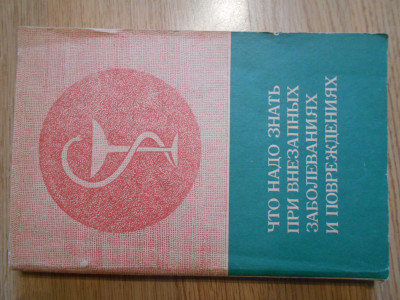 ЧТО НАДО ЗНАТЬ
ПРИ ВНЕЗАПНЫХ
ЗАБОЛЕВАНИЯХ
И ПОВРЕЖДЕНИЯХ